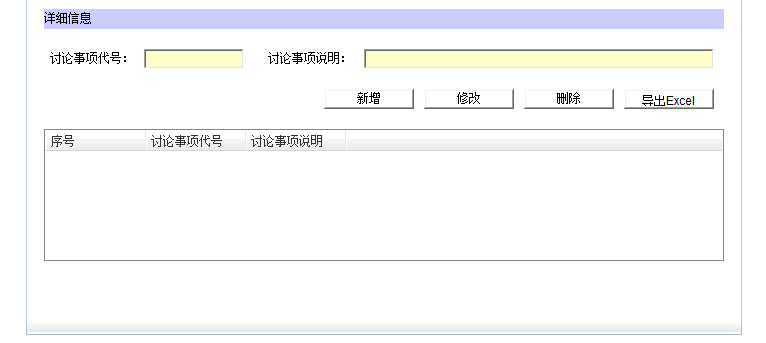 详细信息
讨论事项代号： 讨论事项说明：
新增 修改 删除 导出Excel
序号 讨论事项代号 讨论事项说明